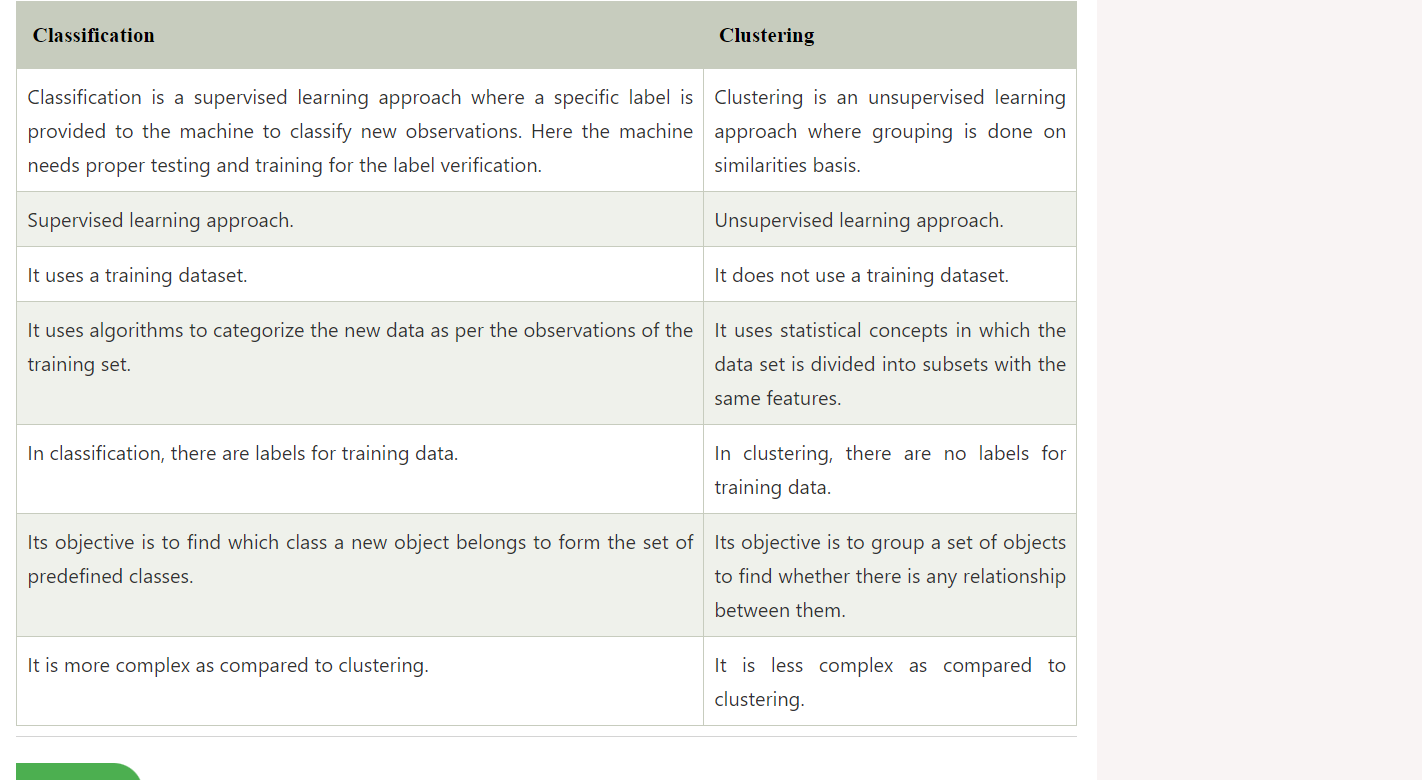 Classification
Clustering
Classification is a supervised learning approach where a specific label is
provided to the machine to classify new observations. Here the machine
needs proper testing and training for the label verification.
Clustering is an unsupervised learning
approach where grouping is done on
similarities basis.
Supervised learning approach.
Unsupervised learning approach.
It uses a training dataset.
It does not use a training dataset.
It uses algorithms to categorize the new data as per the observations of the
training set.
It uses statistical concepts in which the
data set is divided into subsets with the
same features.
In classification, there are labels for training data.
In clustering, there are no labels for
training data.
Its objective is to find which class a new object belongs to form the set of
predefined classes.
Its objective is to group a set of objects
to find whether there is any relationship
between them.
It is more complex as compared to clustering.
It is less complex as compared to
clustering.